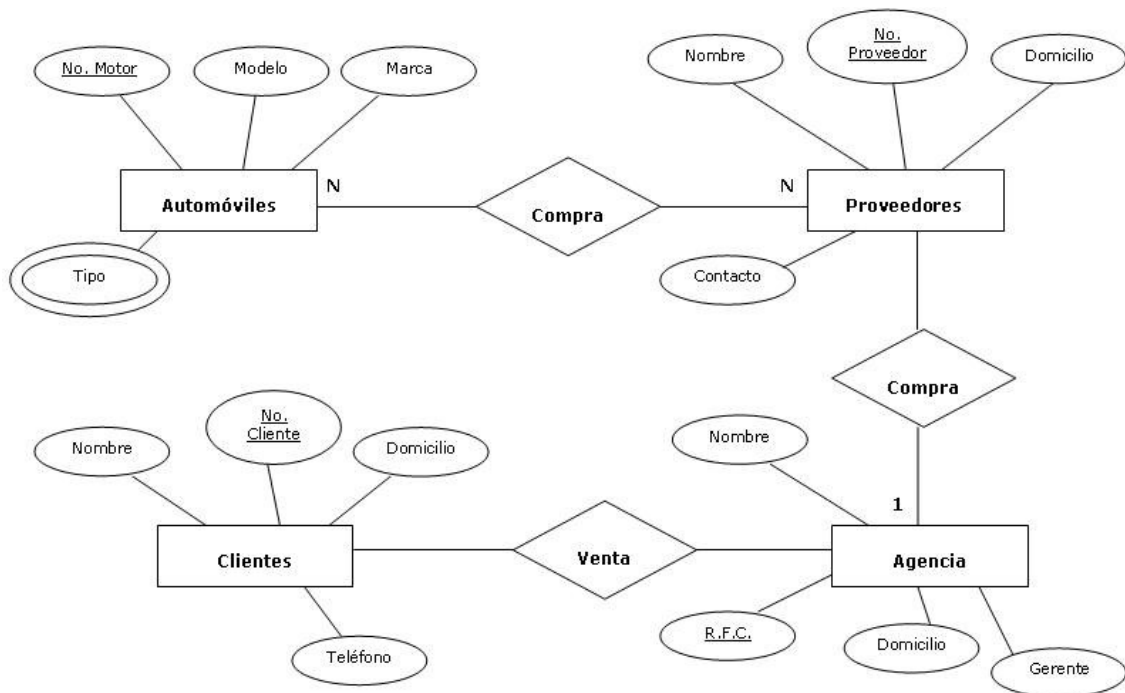 No. Motor
Modelo
Marca
Nombre
No.
Proveedor
Domicilio
Automóviles
N
Compra
N
Proveedores
Tipo
Contacto
Compra
Nombre
No.
Cliente
Domicilio
Nombre
1
Clientes
Venta
Agencia
Teléfono
R.F.C.
Domicilio
Gerente